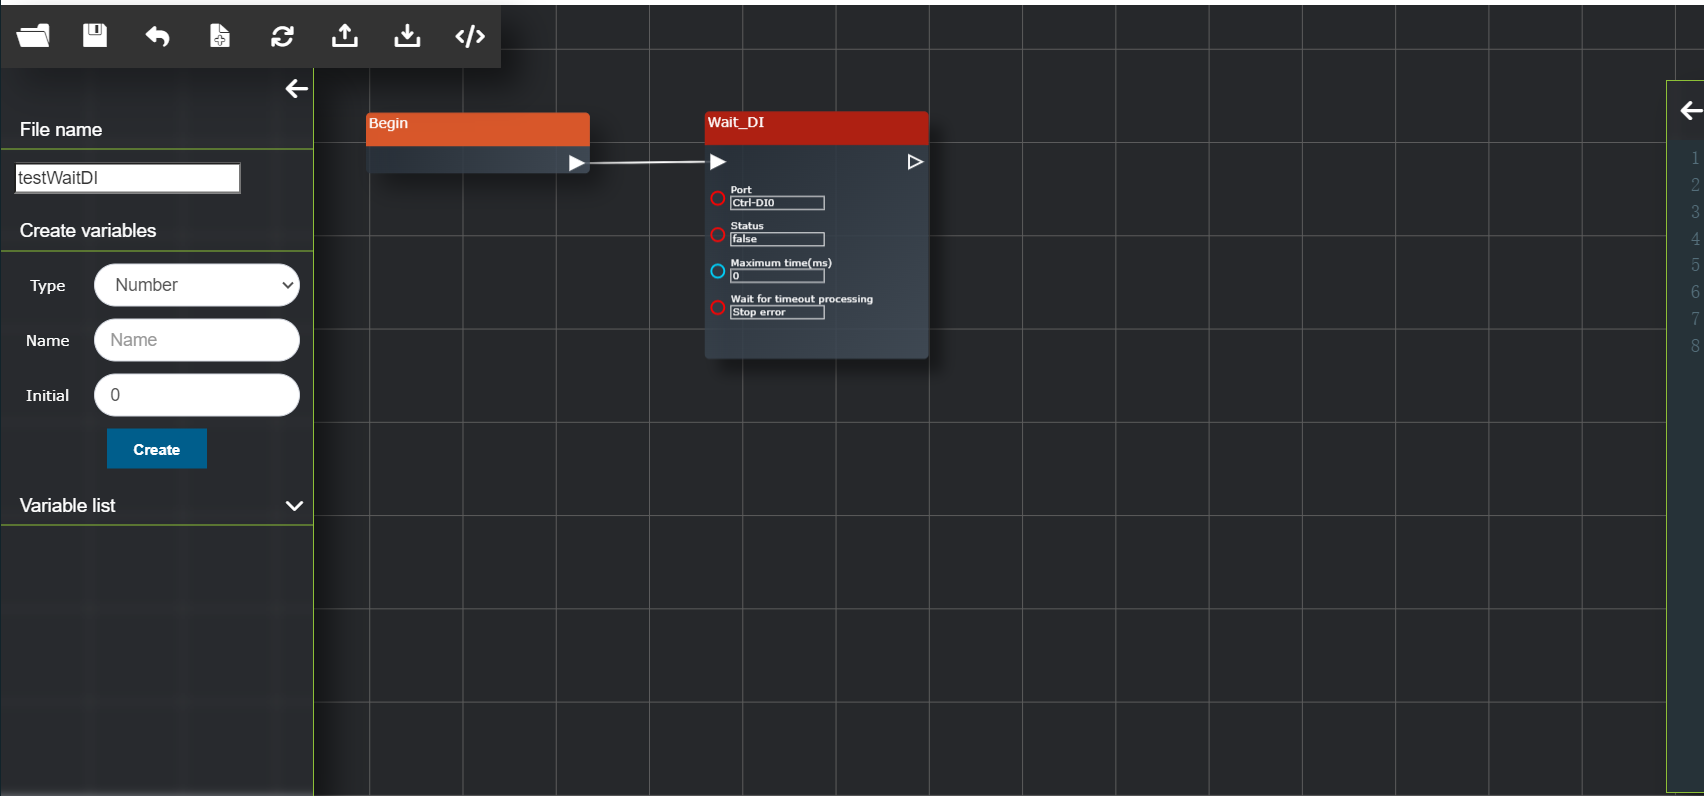 File name
testWaitDI
Create variables
Type
Number
Name
Name
Initial
0
Create
Variable list
Begin
Wait_DI
Port
Ctrl-DI0
Status
false
Maximum time(ms)
0
Wait for timeout processing
Stop error
1
2
3
4
5
6
7
8